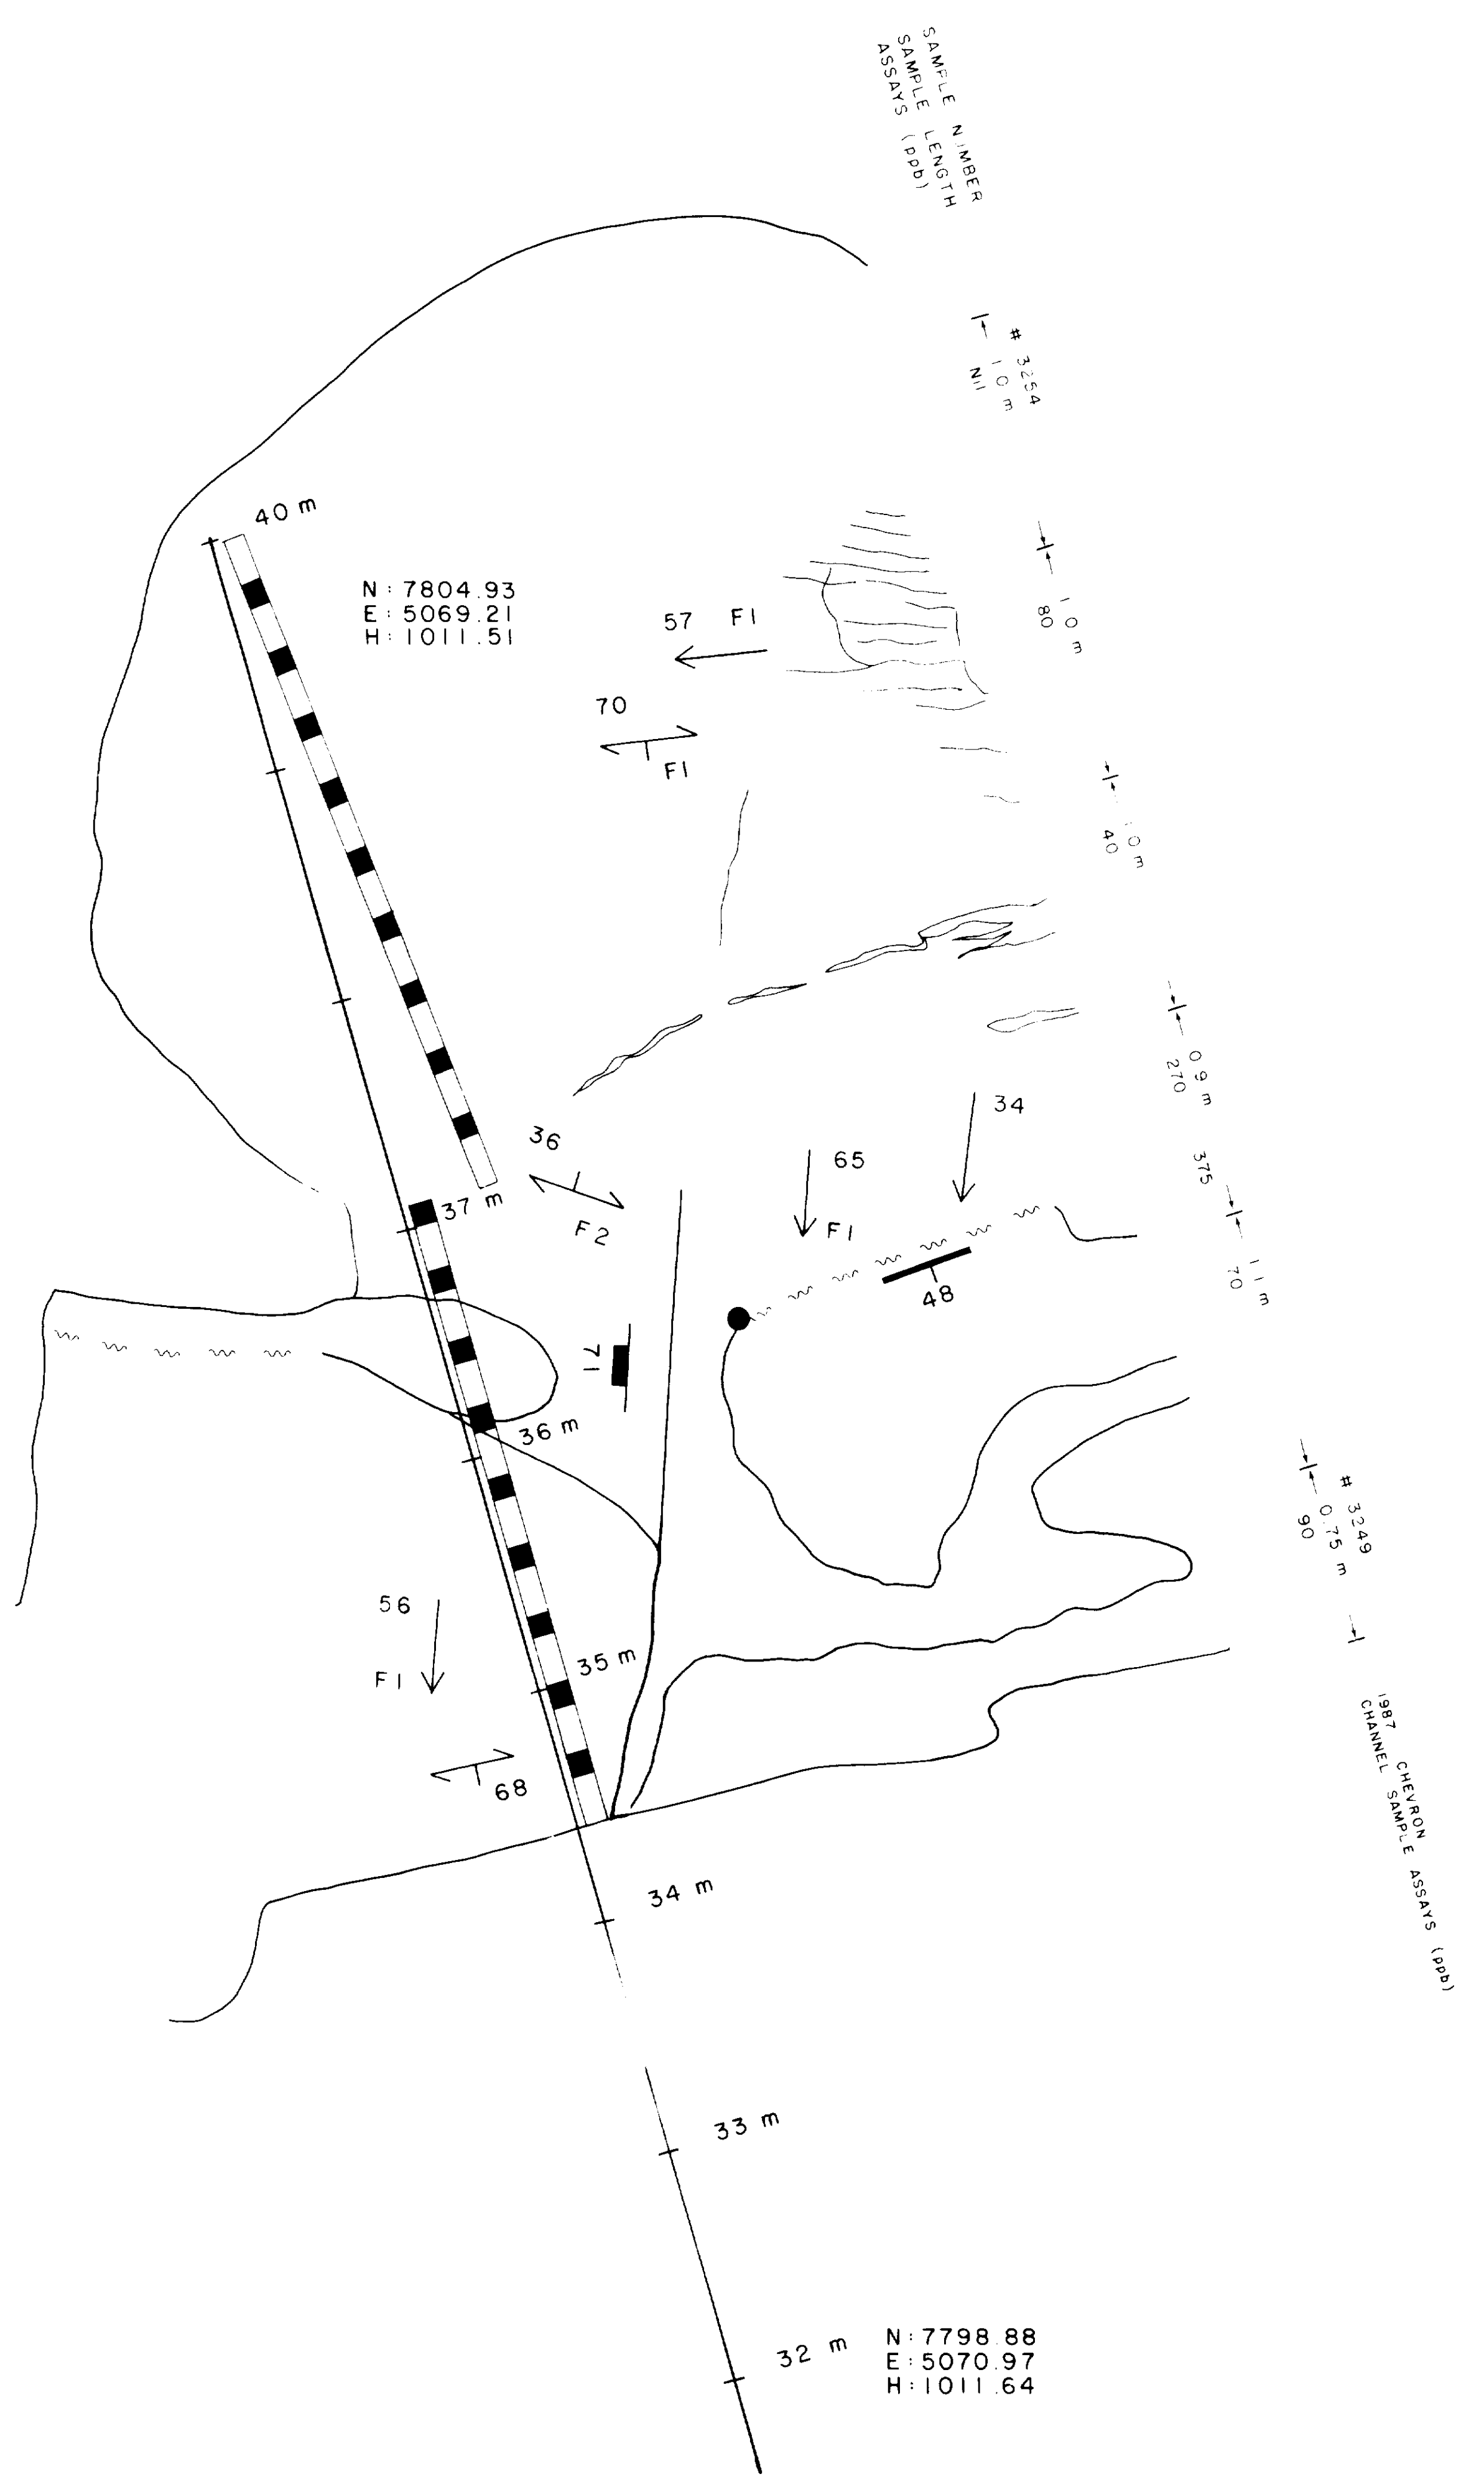 SAMPLE N MBER
SAMPLE LENGTH
ASSAYS (ppb)
# 3254
1 0 m
Nil
40 m
N: 7804.93
E: 5069.21
H: 1011.51
57 F1
1 0 m
80
70
F1
1 0 m
40
0 9 m
270
36
F2
34
65
F1
375
37 m
48
1 1 m
70
71
36 m
# 3249
0.75 m
90
56
F1
35 m
68
1987 CHEVRON
CHANNEL SAMPLE ASSAYS (ppb)
34 m
33 m
32 m
N: 7798.88
E: 5070.97
H: 1011.64